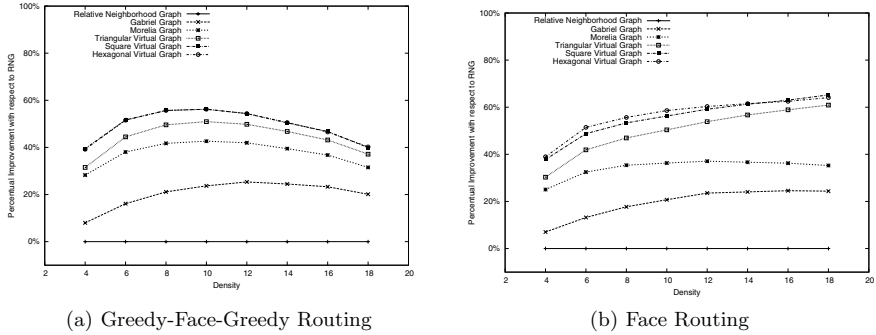 Percentual Improvement with respect to RNG
100%
80%
60%
40%
20%
0%
Relative Neighborhood Graph
Gabriel Graph
Morelia Graph
Triangular Virtual Graph
Square Virtual Graph
Hexagonal Virtual Graph
2 4 6 8 10 12 14 16 18 20
Density
(a) Greedy-Face-Greedy Routing
Percentual Improvement with respect to RNG
100%
80%
60%
40%
20%
0%
Relative Neighborhood Graph
Gabriel Graph
Morelia Graph
Triangular Virtual Graph
Square Virtual Graph
Hexagonal Virtual Graph
2 4 6 8 10 12 14 16 18 20
Density
(b) Face Routing